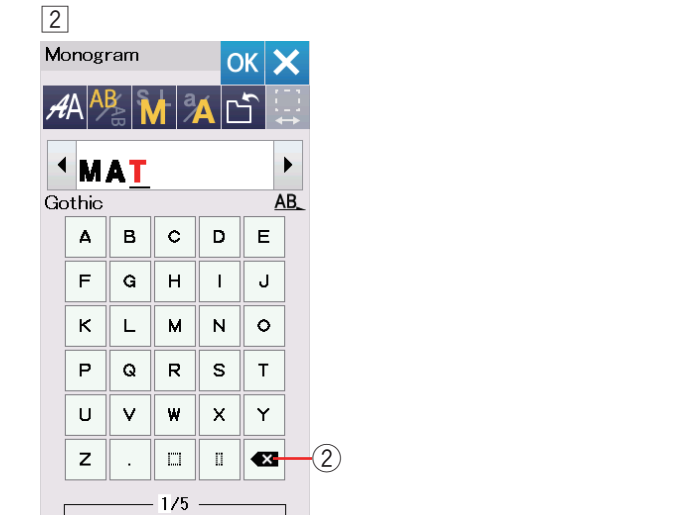 2
Monogram OK
AA AB AB S L M a A
MAT
Gothic AB
A B C D E
F G H I J
K L M N O
P Q R S T
U V W X Y
Z .
2
1/5